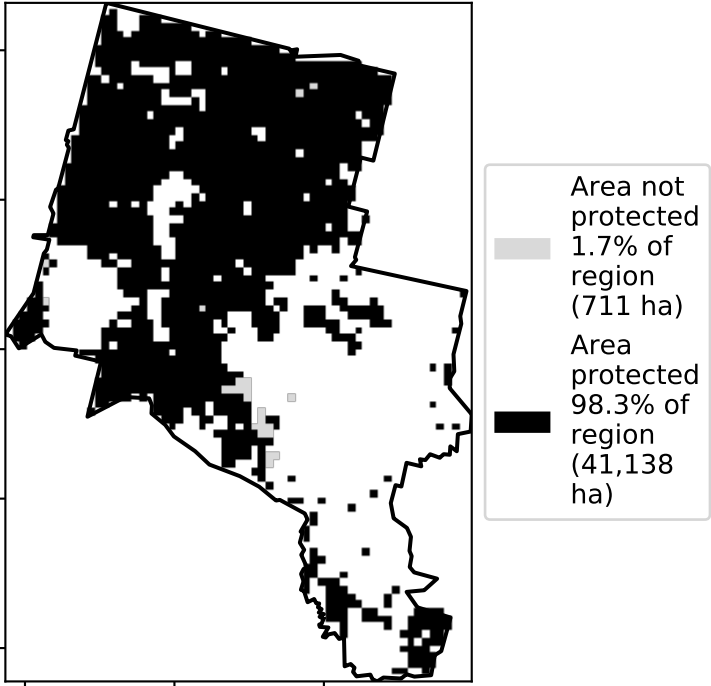 Area not
protected
1.7% of
region
(711 ha)
Area
protected
98.3% of
region
(41,138
ha)